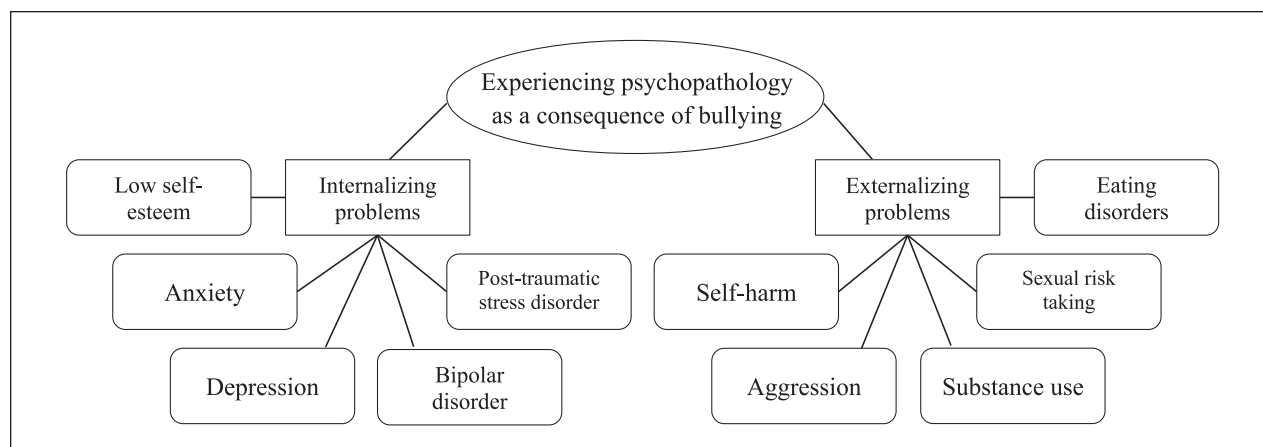 Experiencing psychopathology
as a consequence of bullying
Low self-
esteem
Internalizing
problems
Externalizing
problems
Eating
disorders
Anxiety
Post-traumatic
stress disorder
Self-harm
Sexual risk
taking
Depression
Bipolar
disorder
Aggression
Substance use